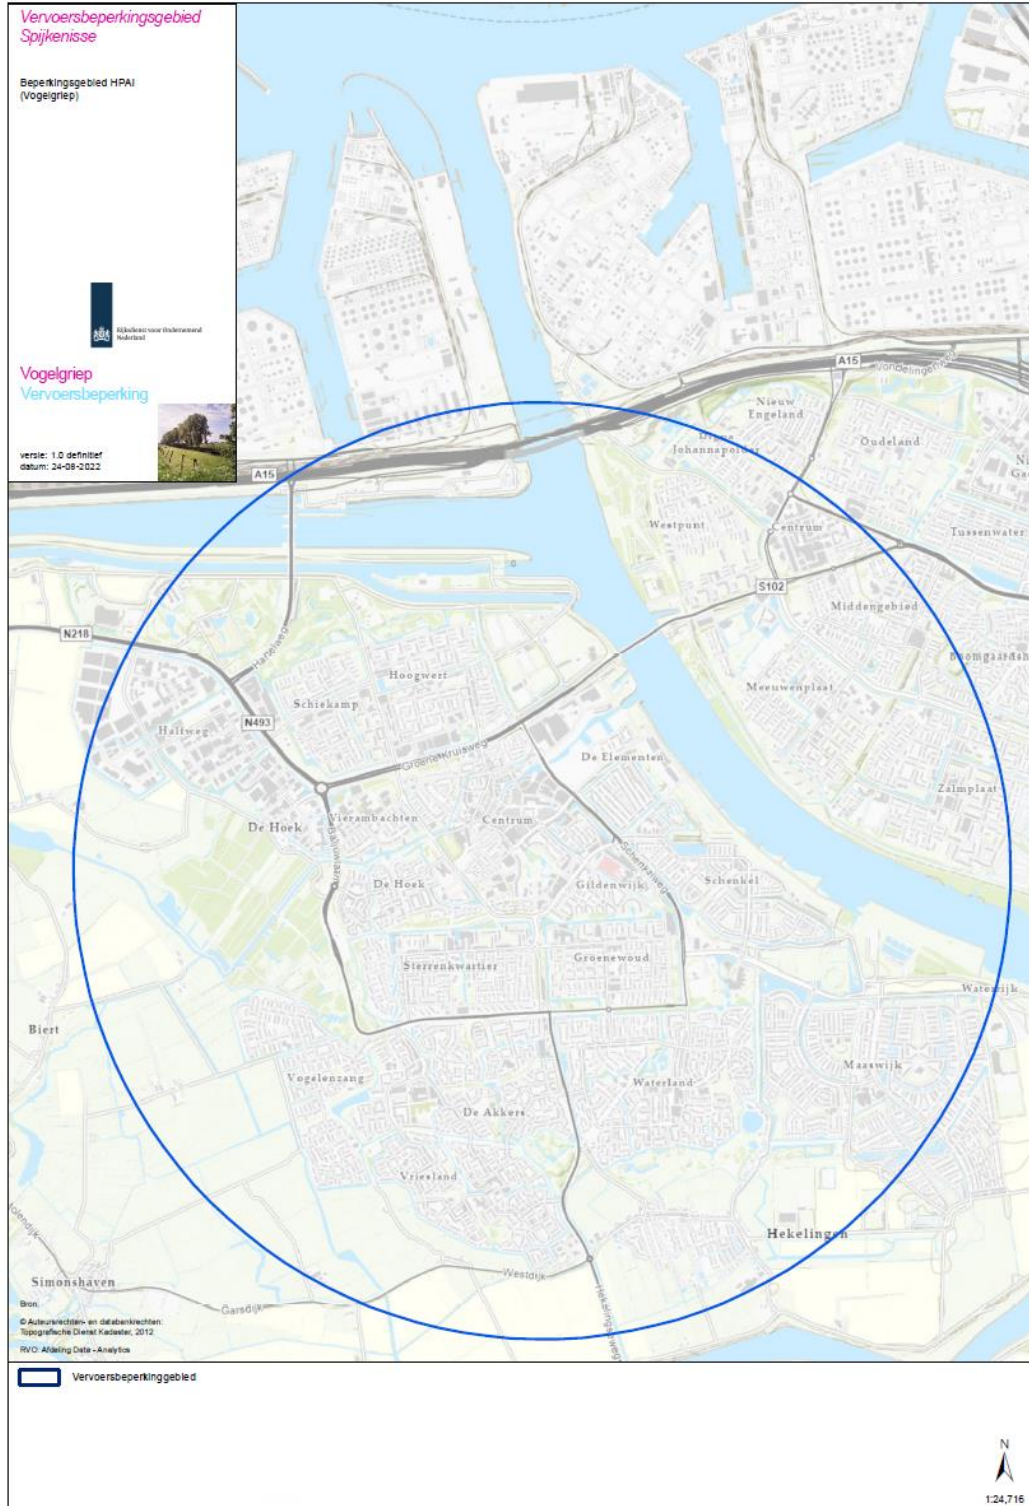 Vervoersbeperkingsgebied
Spijkenisse
Beperkingsgebied HPAI
(Vogelgriep)
Rijksdienst voor Ondernemend
Nederland
Vogelgriep
Vervoersbeperking
versie: 1.0 definitief
datum: 24-08-2022
A15
Vondelingenweg
Nieuw
Engeland
Johannapolder
Oudeland
A15
Westpunt
Centrum
Tussenwater
S102
Middengebied
N218
Hartelweg
Hoogwerf
Meeuwenplaat
Schiekamp
N493
Halfweg
Groene Kruisweg
De Elementen
Zalmplaat
De Hoek
Vierambachten
Centrum
Baljuwlaan
Schenkelweg
De Hoek
Gildenwijk
Schenkel
Sterrenkwartier
Groenewoud
Waterwijk
Biert
Vogelenzang
Waterland
Maaswijk
De Akkers
Vriesland
Hekelingen
Simonshaven
Westdijk
Garsdijk
Hekelingseweg
Bron:
© Auteursrechten- en databankrechten:
Topografische Dienst Kadaster, 2012
RVO: Afdeling Data - Analytics
Vervoersbeperkinggebied
N
1:24,716